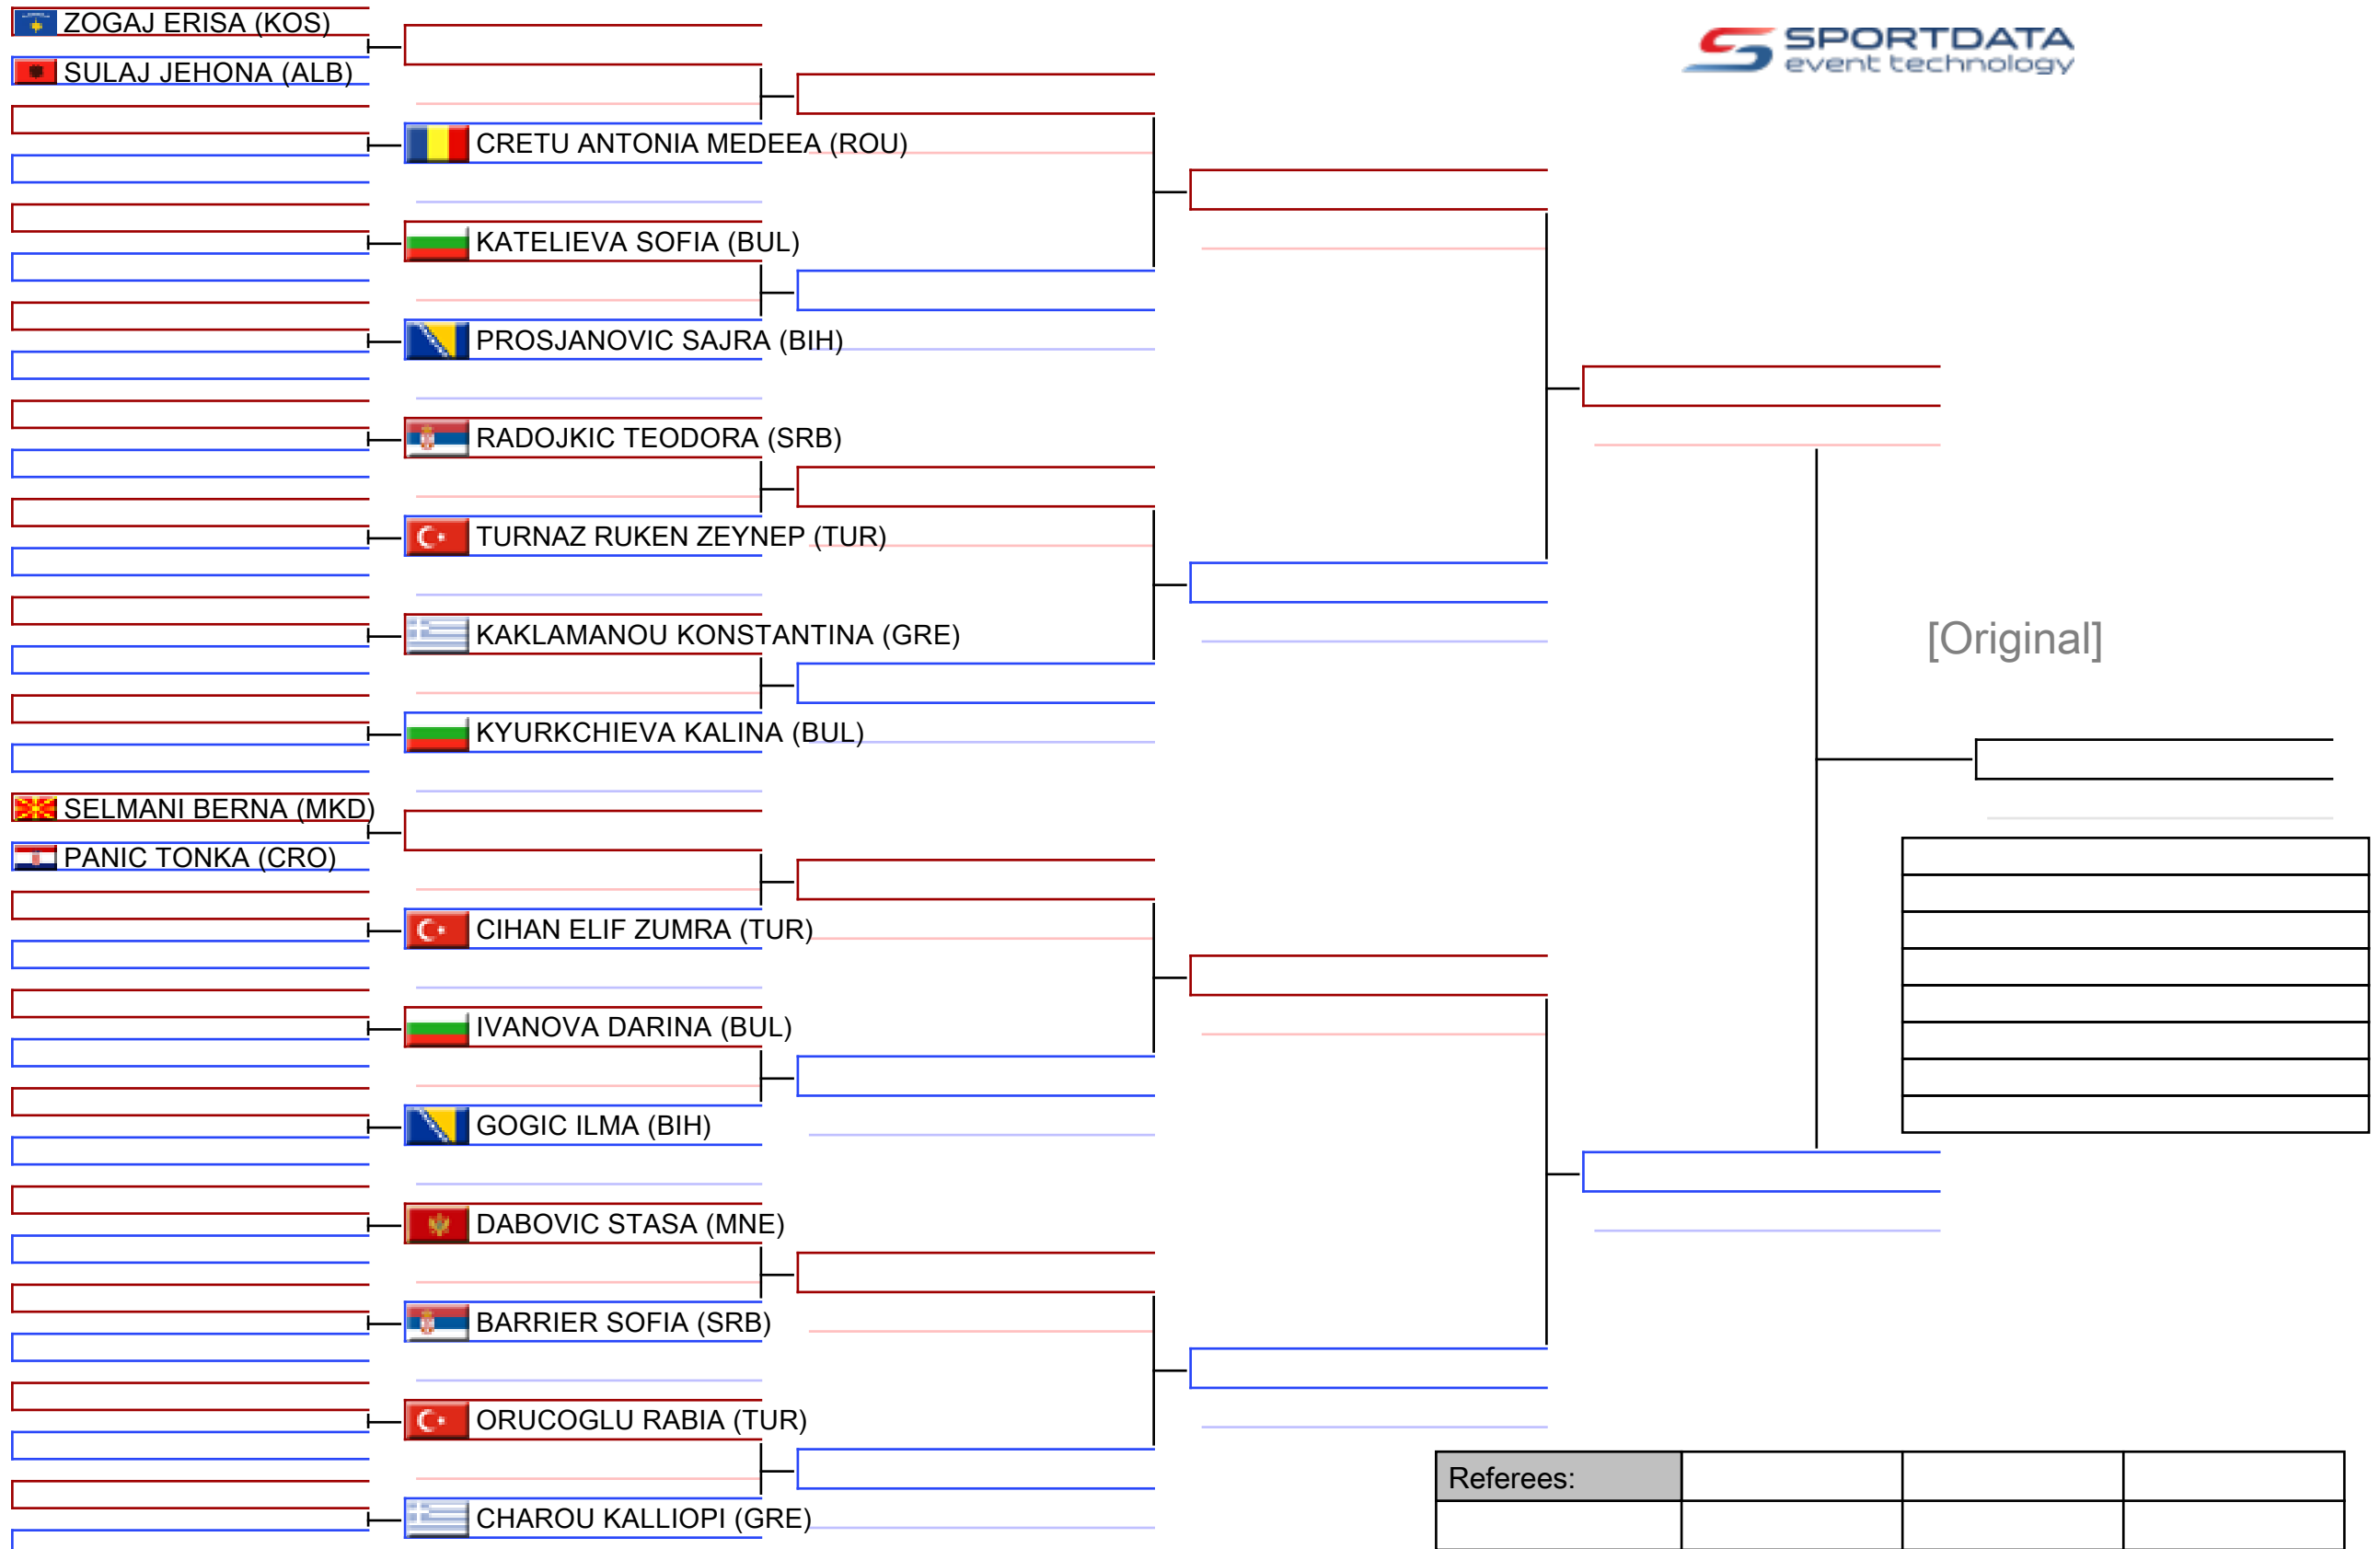 ZOGAJ ERISA (KOS)
SULAJ JEHONA (ALB)
SPORTDATA
event technology
CRETU ANTONIA MEDEEA (ROU)
KATELIEVA SOFIA (BUL)
PROSJANOVIC SAJRA (BIH)
RADOJKIC TEODORA (SRB)
TURNAZ RUKEN ZEYNEP (TUR)
KAKLAMANOU KONSTANTINA (GRE)
[Original]
KYURKCHIEVA KALINA (BUL)
SELMANI BERNA (MKD)
PANIC TONKA (CRO)
CIHAN ELIF ZUMRA (TUR)
IVANOVA DARINA (BUL)
GOGIC ILMA (BIH)
DABOVIC STASA (MNE)
BARRIER SOFIA (SRB)
ORUCOGLU RABIA (TUR)
Referees:
CHAROU KALLIOPI (GRE)